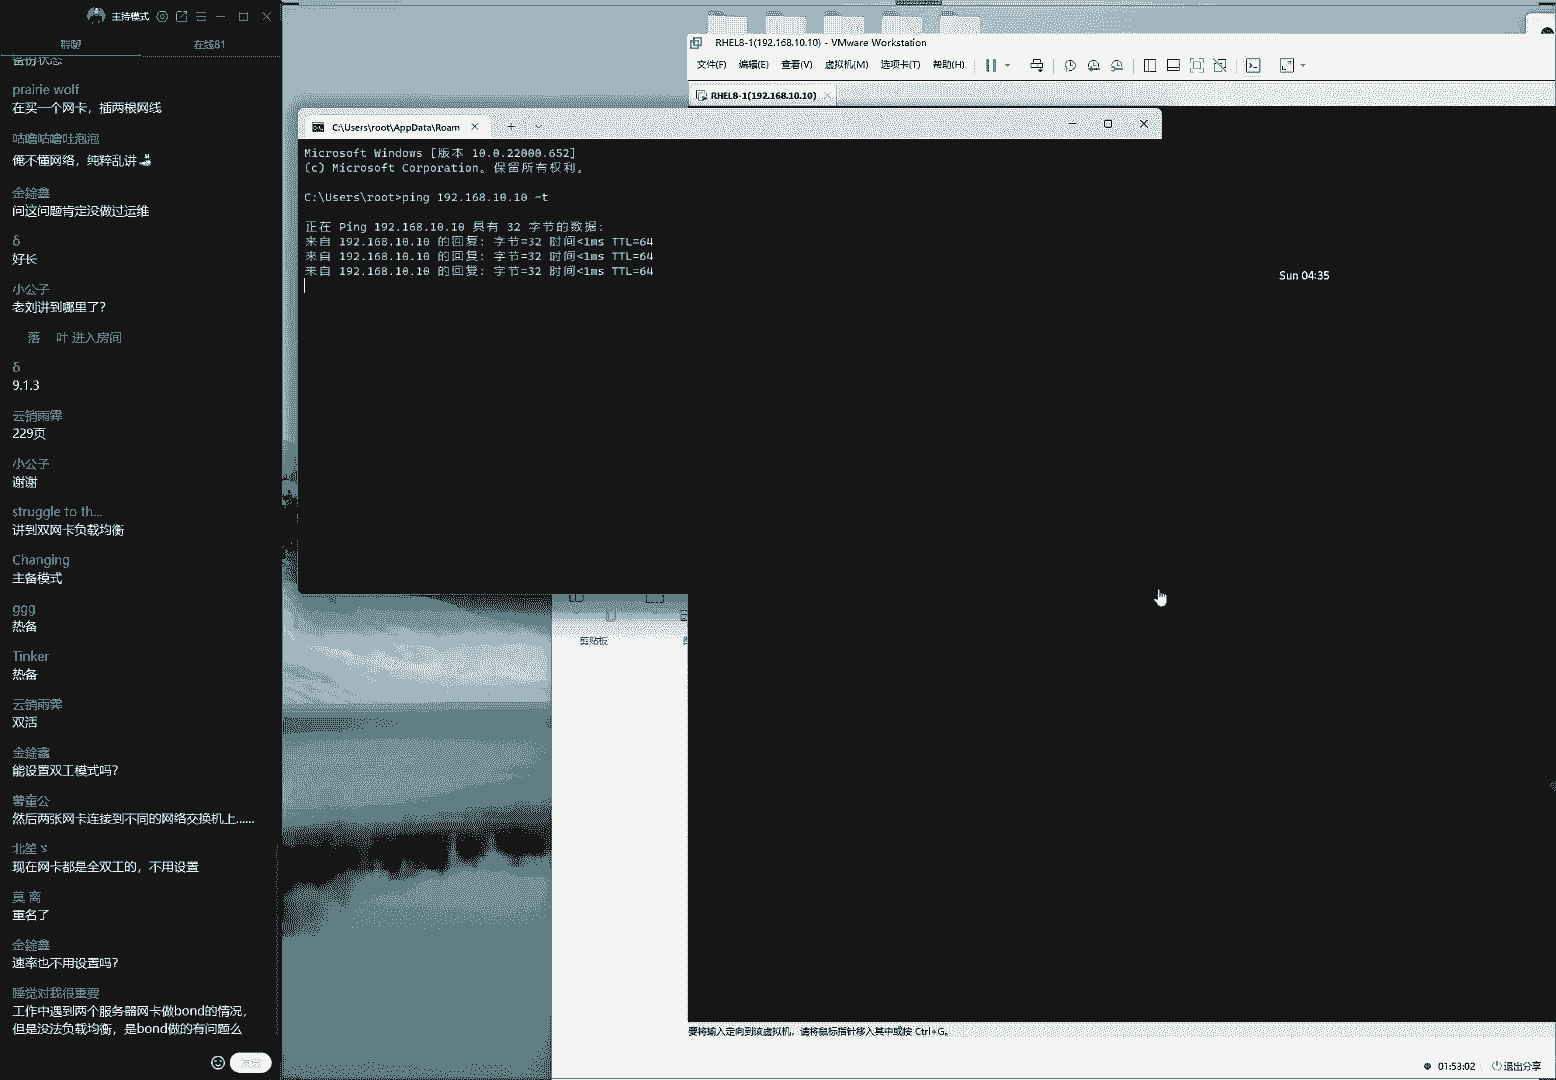 主持模式
聊聊
在线81
备份状态
prairie wolf
在买一个网卡，插两根网线
咕噜咕噜吐泡泡
俺不懂网络，纯粹乱讲
金鑫鑫
问这问题肯定没做过运维
δ
好长
小公子
老刘讲到哪里了?
落 叶 进入房间
δ
9.1.3
云销雨霁
229页
小公子
谢谢
struggle to th...
讲到双网卡负载均衡
Changing
主备模式
ggg
热备
Tinker
热备
云销雨霁
双活
金鑫鑫
能设置双工模式吗?
薯童公
然后两张网卡连接到不同的网络交换机上......
现在网卡都是全双工的，不用设置
莫 离
重名了
金鑫鑫
速率也不用设置吗?
睡觉对我很重要
工作中遇到两个服务器网卡做bond的情况，
但是没法负载均衡，是bond做的有问题么
发送
RHEL8-1(192.168.10.10) - VMware Workstation
文件(F) 编辑(E) 查看(V) 虚拟机(M) 选项卡(T) 帮助(H)
RHEL8-1(192.168.10.10)
C:\Users\root\AppData\Roam
Microsoft Windows [版本 10.0.22000.652]
(c) Microsoft Corporation。保留所有权利。
C:\Users\root>ping 192.168.10.10 -t
正在 Ping 192.168.10.10 具有 32 字节的数据:
来自 192.168.10.10 的回复: 字节=32 时间<1ms TTL=64
来自 192.168.10.10 的回复: 字节=32 时间<1ms TTL=64
来自 192.168.10.10 的回复: 字节=32 时间<1ms TTL=64
Sun 04:35
剪贴板
要将输入定向到该虚拟机，请将鼠标指针移入其中或按 Ctrl+G。
01:53:02
退出分享